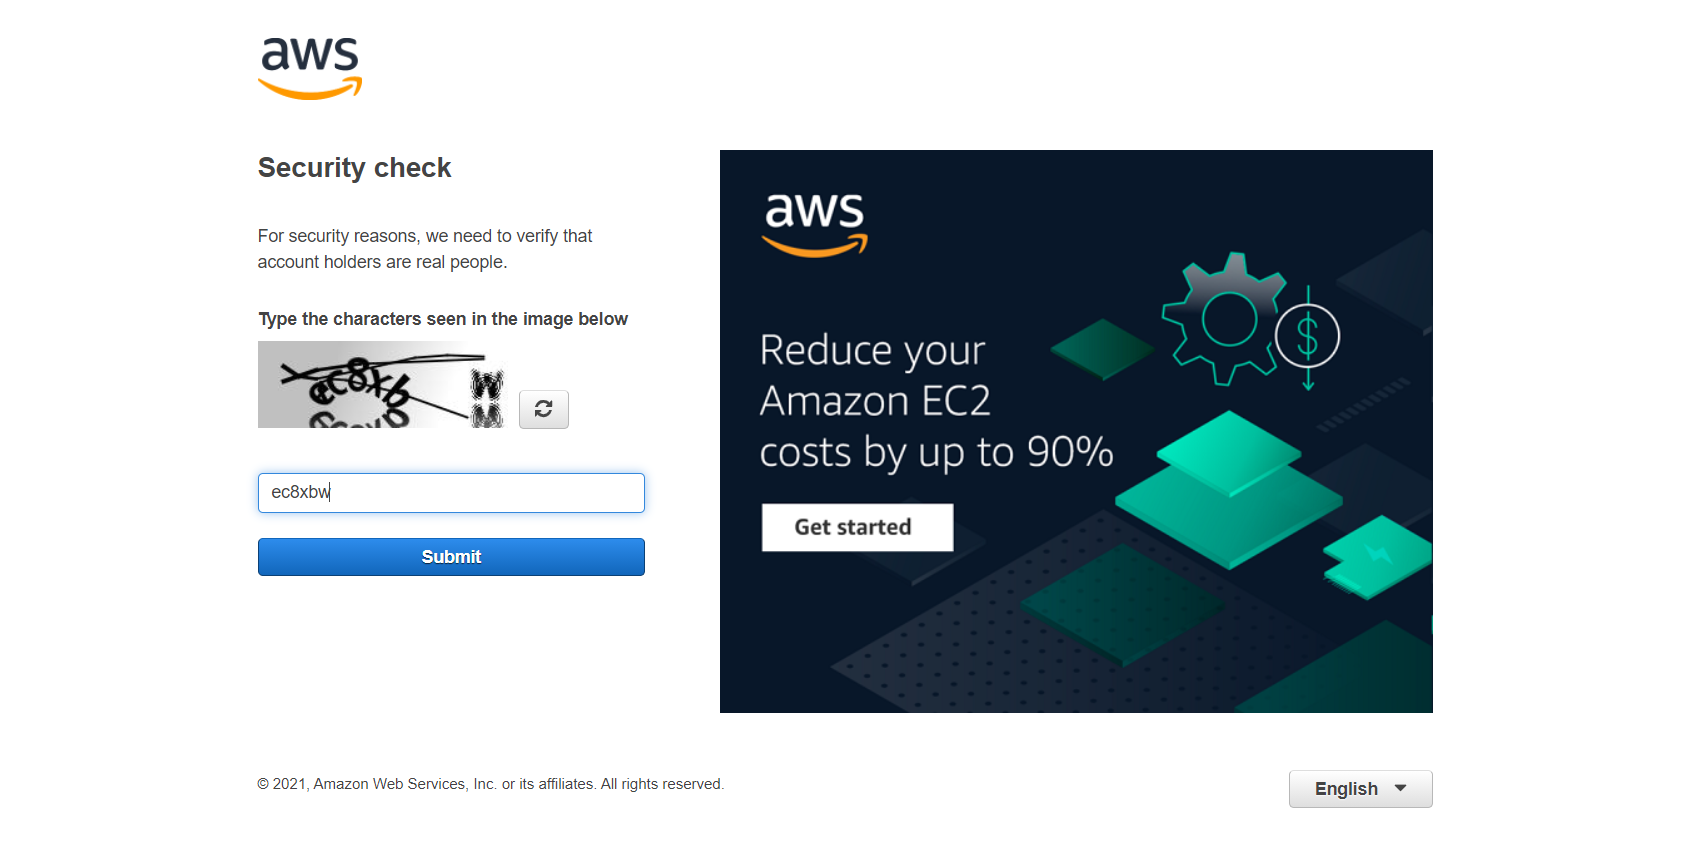 aws
Security check
For security reasons, we need to verify that
account holders are real people.
Type the characters seen in the image below
ec8xbw
Submit
aws
Reduce your
Amazon EC2
costs by up to 90%
Get started
© 2021, Amazon Web Services, Inc. or its affiliates. All rights reserved.
English